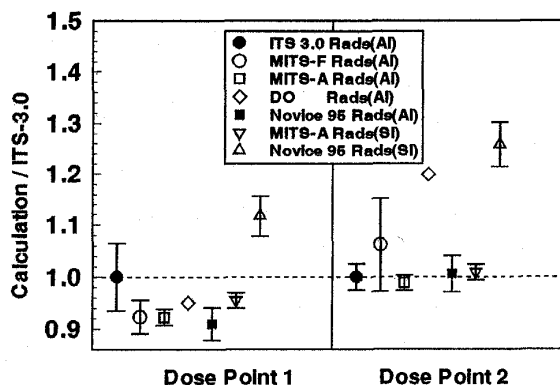 1.5
1.4
1.3
1.2
1.1
1.0
0.9
Calculation / ITS-3.0
ITS 3.0 Rads(Al)
MITS-F Rads(Al)
MITS-A Rads(Al)
DO Rads(Al)
Novice 95 Rads(Al)
MITS-A Rads(SI)
Novice 95 Rads(SI)
Dose Point 1
Dose Point 2